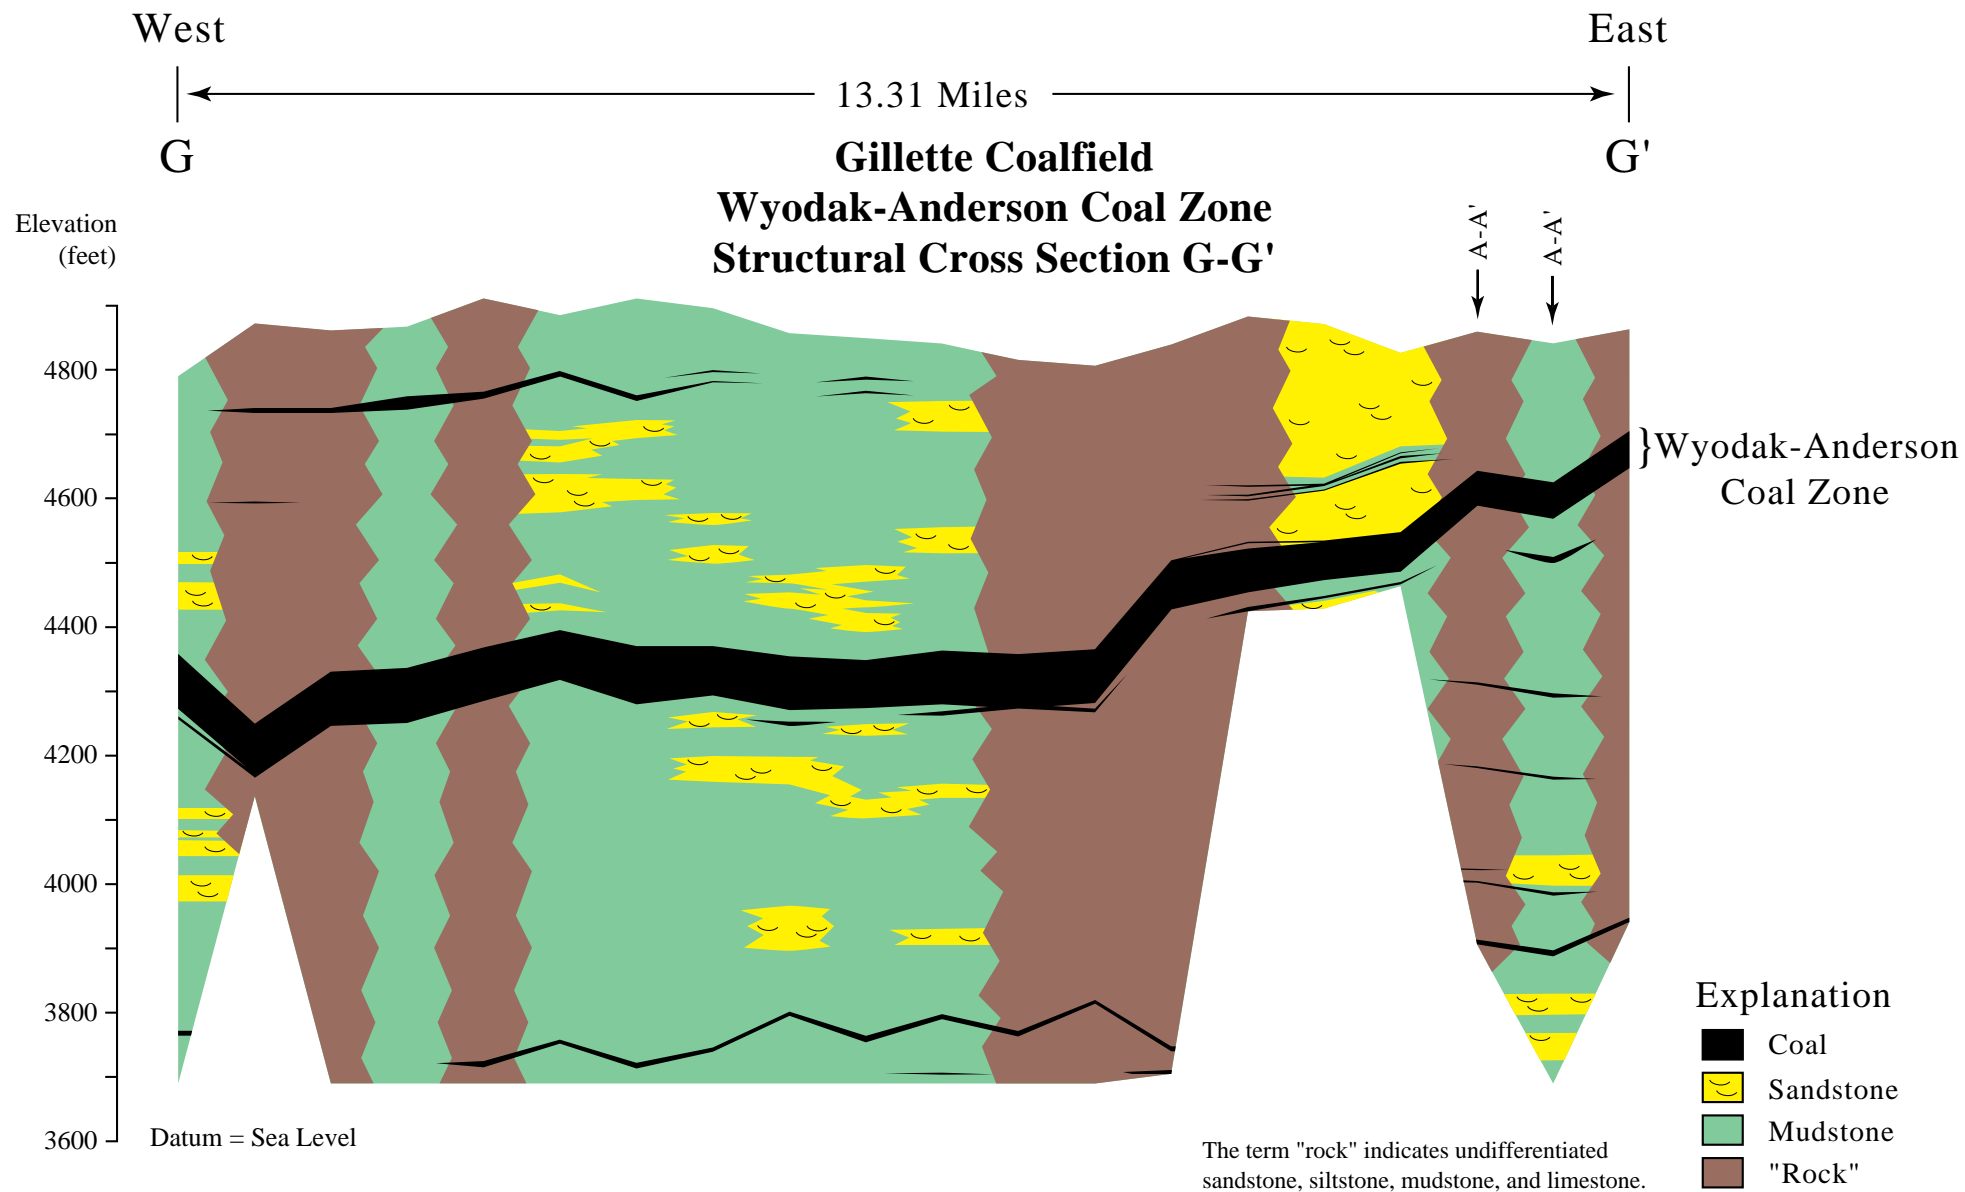 West
East
13.31 Miles
G
G'
Gillette Coalfield
Wyodak-Anderson Coal Zone
Structural Cross Section G-G'
A-A'
A-A'
Elevation
(feet)
4800
4600
4400
4200
4000
3800
3600
}Wyodak-Anderson
Coal Zone
Datum = Sea Level
The term "rock" indicates undifferentiated
sandstone, siltstone, mudstone, and limestone.
Explanation
Coal
Sandstone
Mudstone
"Rock"